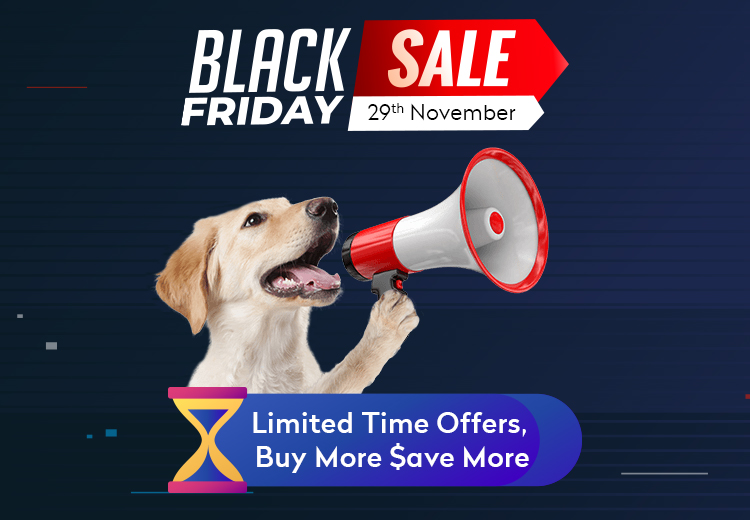 BLACK SALE
FRIDAY 29th November
Limited Time Offers,
Buy More $ave More